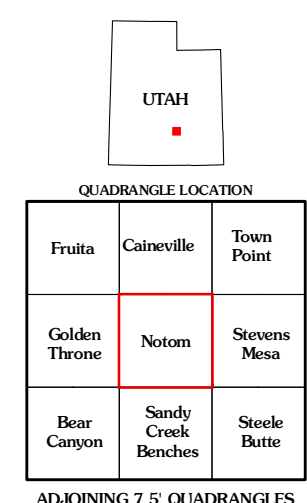 UTAH
QUADRANGLE LOCATION
Fruita
Caineville
Town
Point
Golden
Throne
Notom
Stevens
Mesa
Bear
Canyon
Sandy
Creek
Benches
Steele
Butte
ADJOINING 7.5' QUADRANGLES